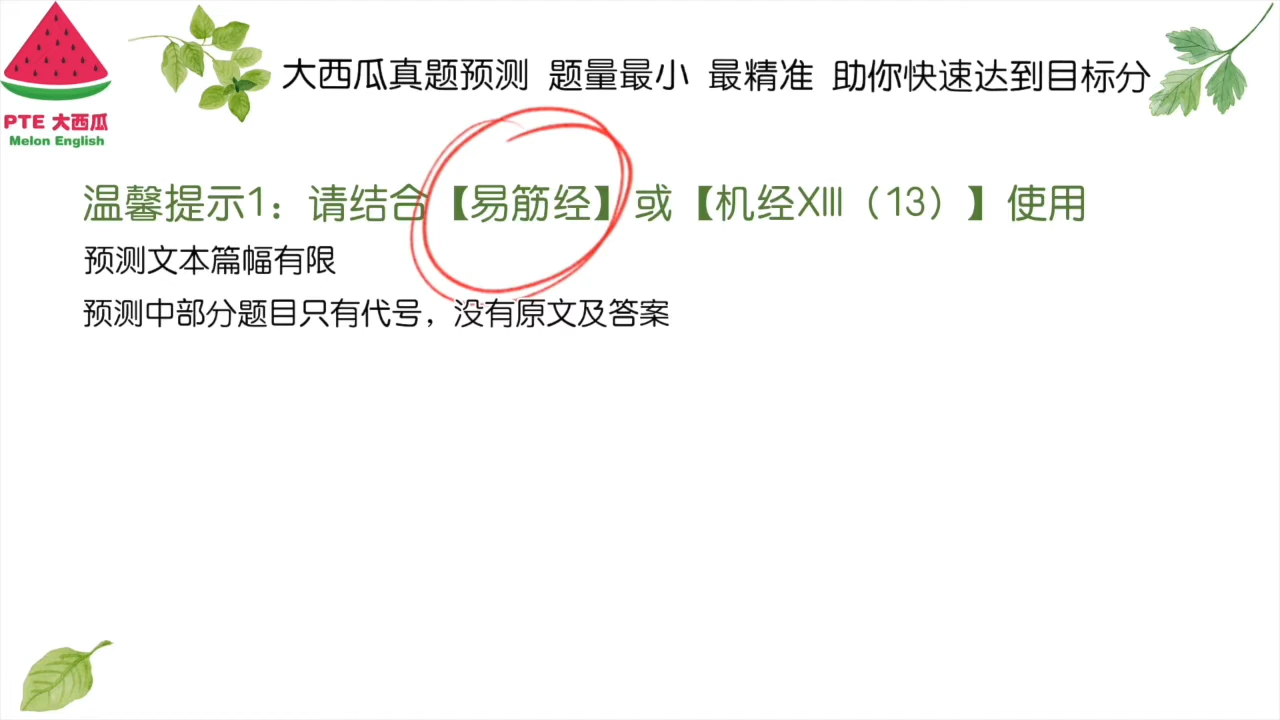 大西瓜真题预测 题量最小 最精准 助你快速达到目标分
PTE 大西瓜
Melon English
温馨提示1：请结合【易筋经】或【机经XIII（13）】使用
预测文本篇幅有限
预测中部分题目只有代号，没有原文及答案